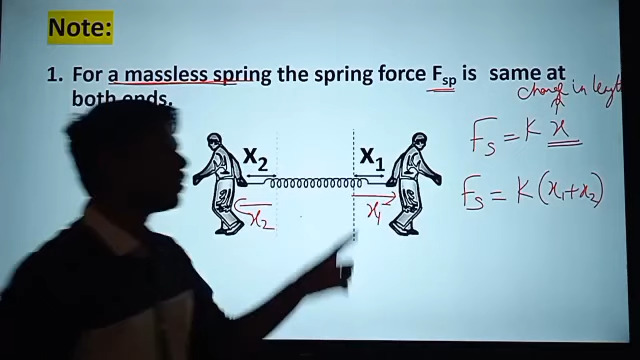 Note:
1. For a massless spring the spring force Fsp is same at
both ends.
change in length
Fs = K x
X2
X1
Fs = K (x1 + x2)
x2
x1